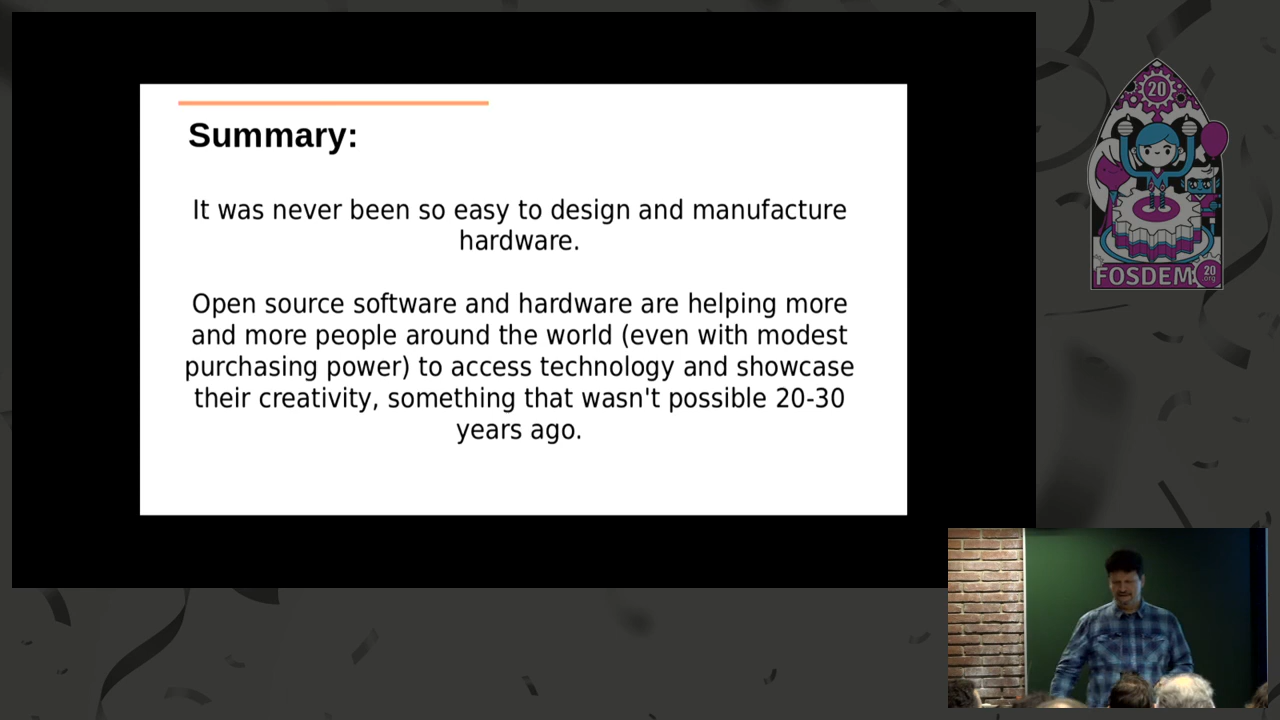 Summary:
It was never been so easy to design and manufacture
hardware.
Open source software and hardware are helping more
and more people around the world (even with modest
purchasing power) to access technology and showcase
their creativity, something that wasn't possible 20-30
years ago.
20
FOSDEM
20
org